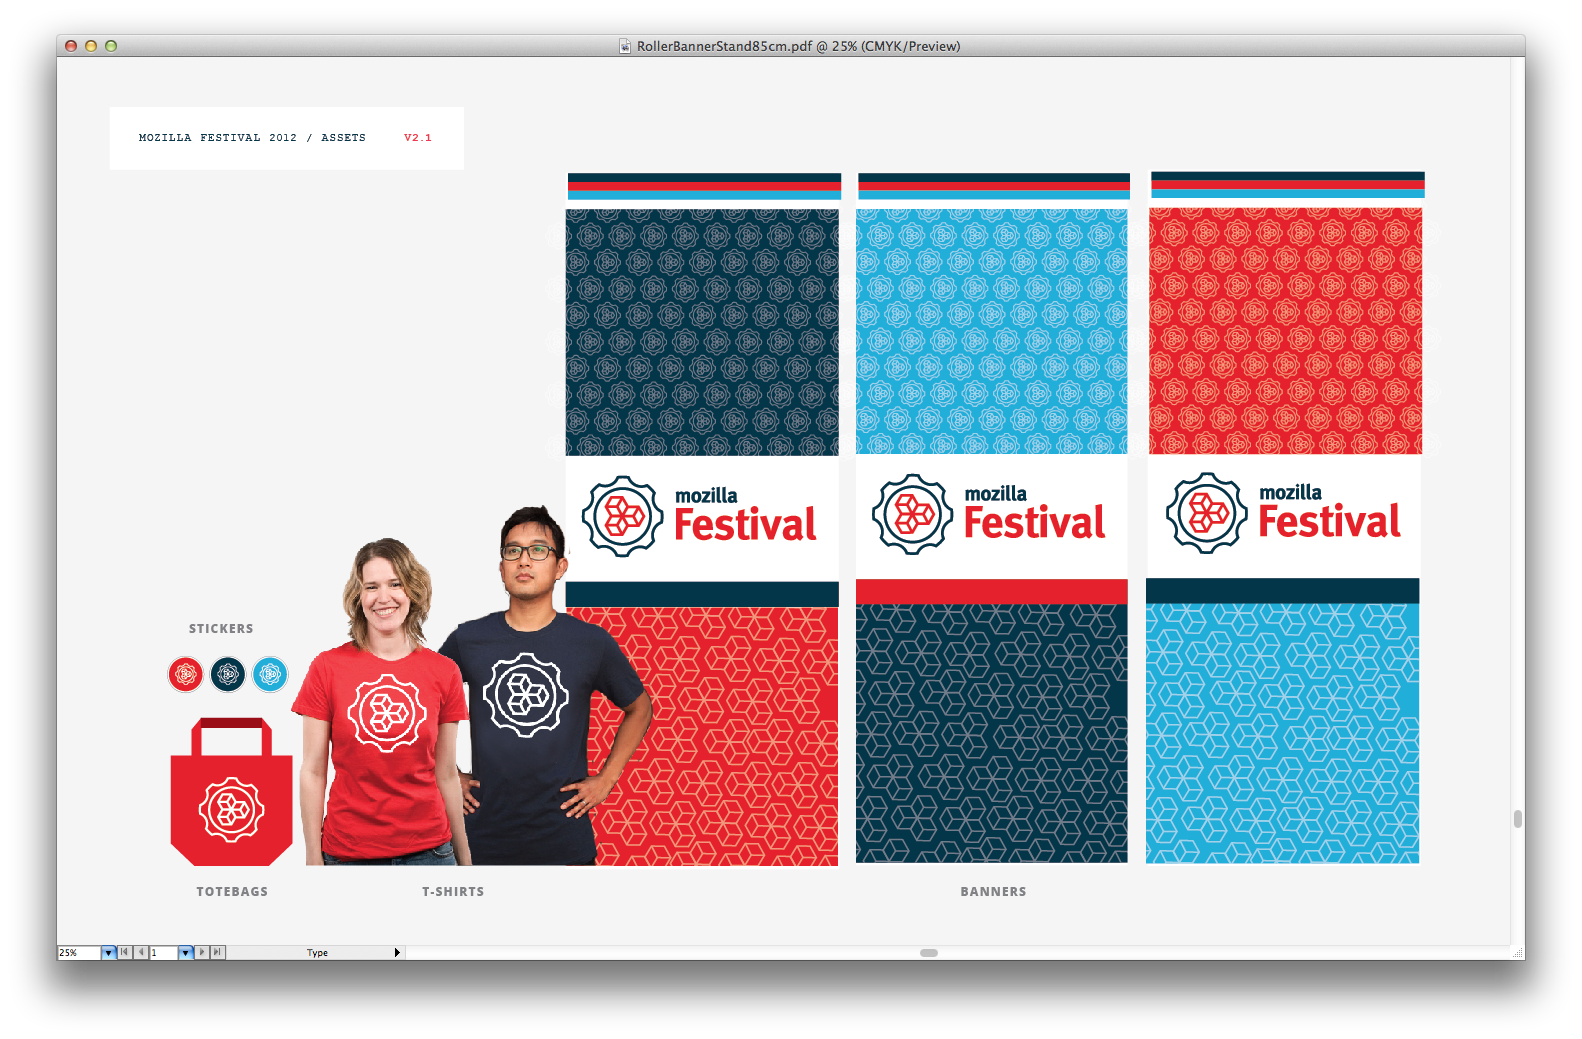 RollerBannerStand85cm.pdf @ 25% (CMYK/Preview)
MOZILLA FESTIVAL 2012 / ASSETS V2.1
mozilla
Festival
mozilla
Festival
mozilla
Festival
STICKERS
TOTEBAGS
T-SHIRTS
BANNERS
25%
1
Type